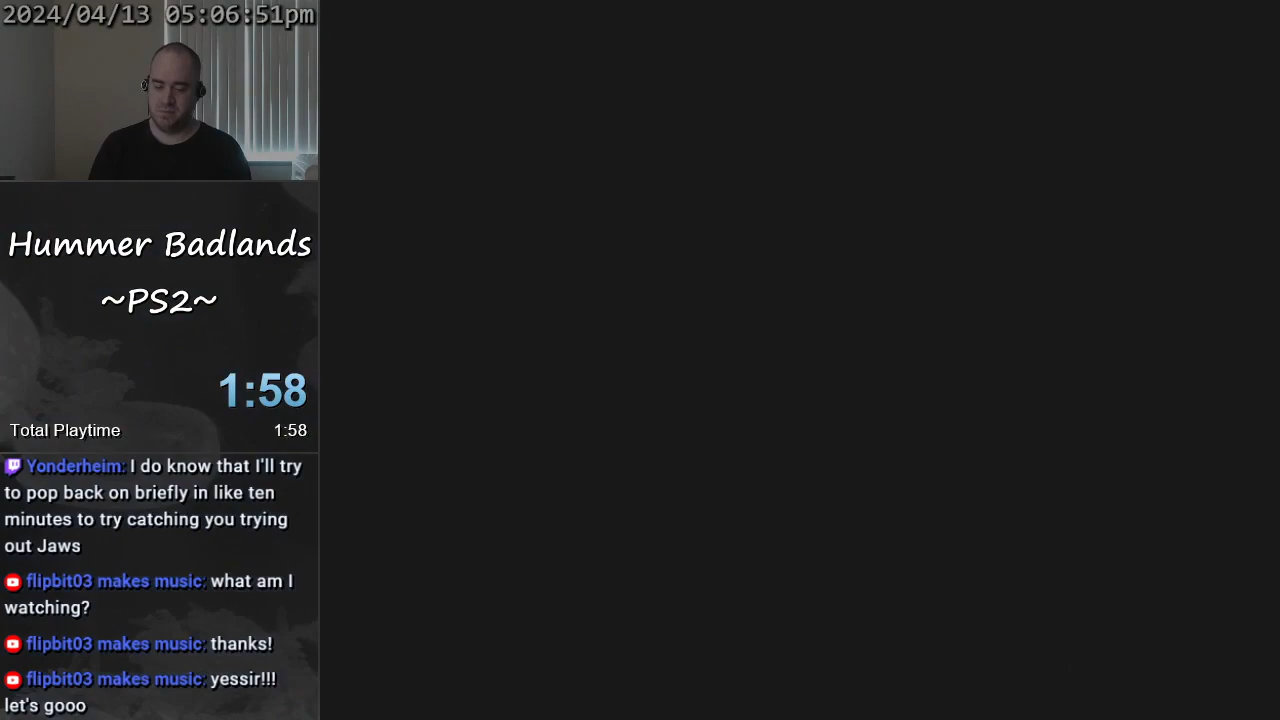 2024/04/13 05:06:51pm
Hummer Badlands
~PS2~
1:58
Total Playtime 1:58
Yonderheim: I do know that I'll try
to pop back on briefly in like ten
minutes to try catching you trying
out Jaws
flipbit03 makes music: what am I
watching?
flipbit03 makes music: thanks!
flipbit03 makes music: yessir!!!
let's gooo